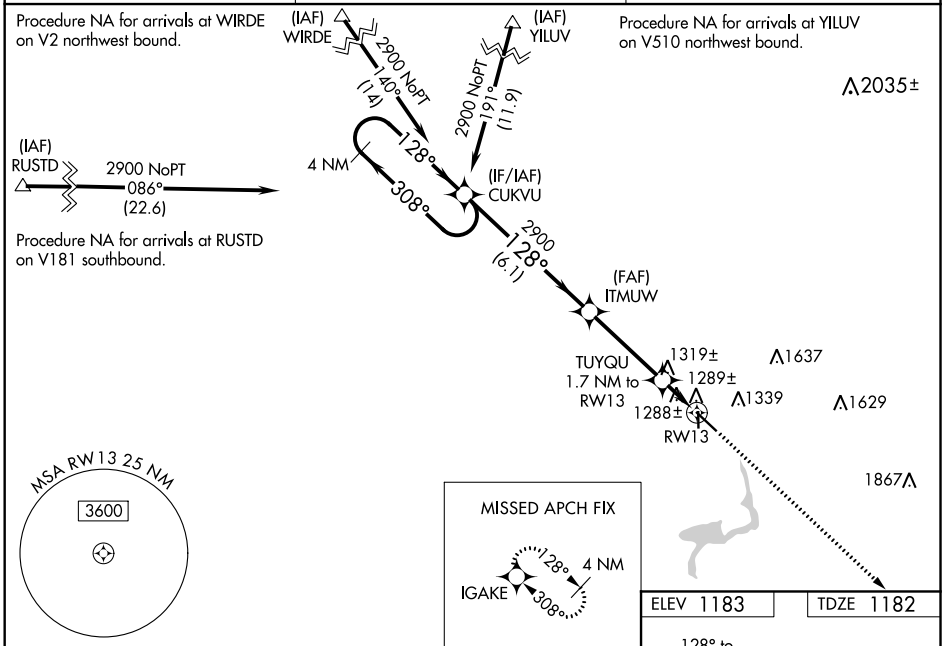 Procedure NA for arrivals at WIRDE
on V2 northwest bound.
(IAF)
WIRDE
2900 NoPT
140°
(14)
(IAF)
YILUV
2900 NoPT
191°
(11.9)
Procedure NA for arrivals at YILUV
on V510 northwest bound.
2035±
(IAF)
RUSTD
2900 NoPT
086°
(22.6)
Procedure NA for arrivals at RUSTD
on V181 southbound.
4 NM
128°
308°
(IF/IAF)
CUKVU
2900
128°
(6.1)
(FAF)
ITMUW
TUYQU
1.7 NM to
RW13
1319±
1289±
1288±
RW13
1637
1339
1629
1867
MSA RW13 25 NM
3600
MISSED APCH FIX
IGAKE
128°
308°
4 NM
ELEV 1183
TDZE 1182
128° to